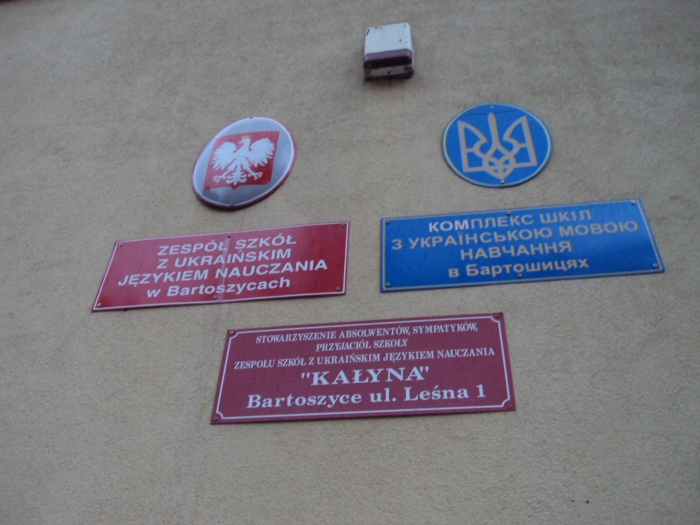 ZESPÓŁ SZKÓŁ
Z UKRAIŃSKIM
JĘZYKIEM NAUCZANIA
w Bartoszycach
КОМПЛЕКС ШКІЛ
З УКРАЇНСЬКОЮ МОВОЮ
НАВЧАННЯ
в Бартошицях
STOWARZYSZENIE ABSOLWENTÓW, SYMPATYKÓW,
PRZYJACIÓŁ SZKOŁY
ZESPOŁU SZKÓŁ Z UKRAIŃSKIM JĘZYKIEM NAUCZANIA
"KAŁYNA"
Bartoszyce ul. Leśna 1